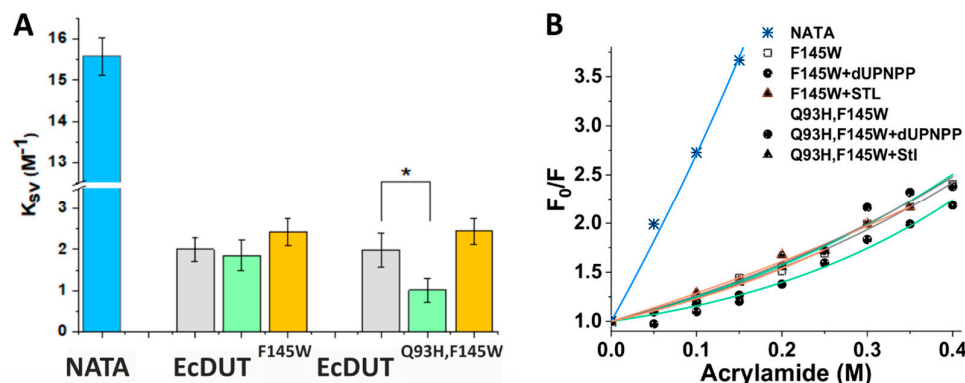 A
K_SV (M⁻¹)
16
15
14
13
3
2
1
0
*
NATA
EcDUT F145W
EcDUT Q93H,F145W
B
F₀/F
3.5
3.0
2.5
2.0
1.5
1.0
NATA
F145W
F145W+dUPNPP
F145W+STL
Q93H,F145W
Q93H,F145W+dUPNPP
Q93H,F145W+Stl
0.0 0.1 0.2 0.3 0.4
Acrylamide (M)